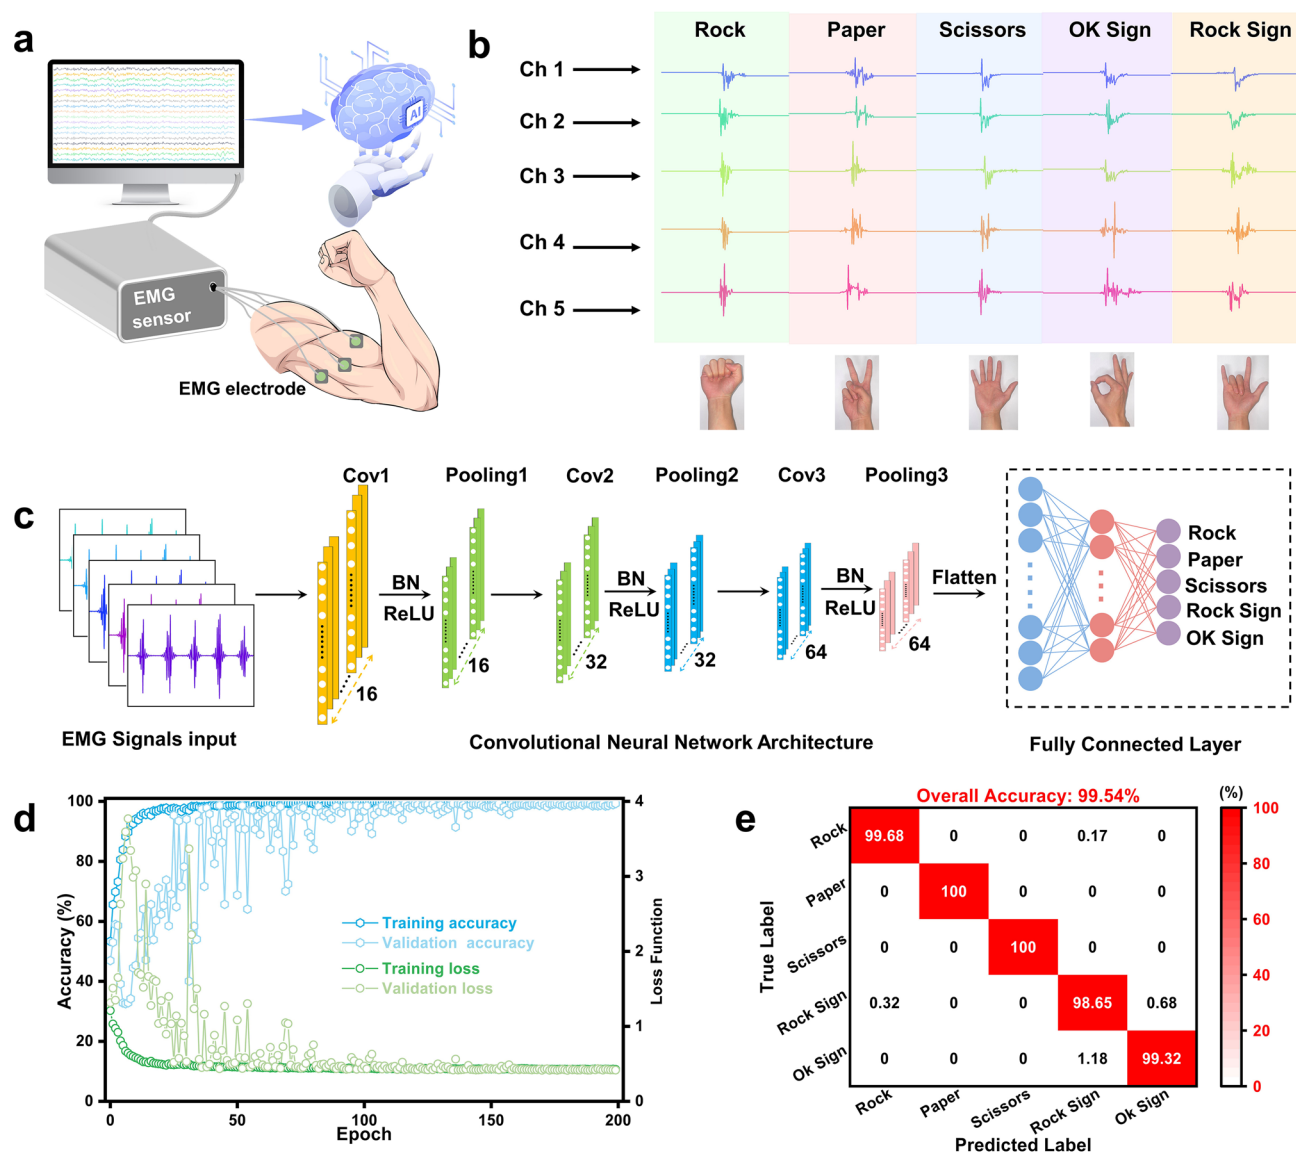 a
AI
EMG
sensor
EMG electrode
b
Rock Paper Scissors OK Sign Rock Sign
Ch 1
Ch 2
Ch 3
Ch 4
Ch 5
c
Cov1 Pooling1 Cov2 Pooling2 Cov3 Pooling3
BN
ReLU
BN
ReLU
BN
ReLU
Flatten
16
16
32
32
64
64
Rock
Paper
Scissors
Rock Sign
OK Sign
EMG Signals input
Convolutional Neural Network Architecture
Fully Connected Layer
d
Accuracy (%)
100
80
60
40
20
0
Training accuracy
Validation accuracy
Training loss
Validation loss
4
3
2
1
0
Loss Function
0 50 100 150 200
Epoch
e
Overall Accuracy: 99.54%
(%)
True Label
Rock 99.68 0 0 0.17 0
Paper 0 100 0 0 0
Scissors 0 0 100 0 0
Rock Sign 0.32 0 0 98.65 0.68
Ok Sign 0 0 0 1.18 99.32
Rock Paper Scissors Rock Sign Ok Sign
Predicted Label
100
80
60
40
20
0